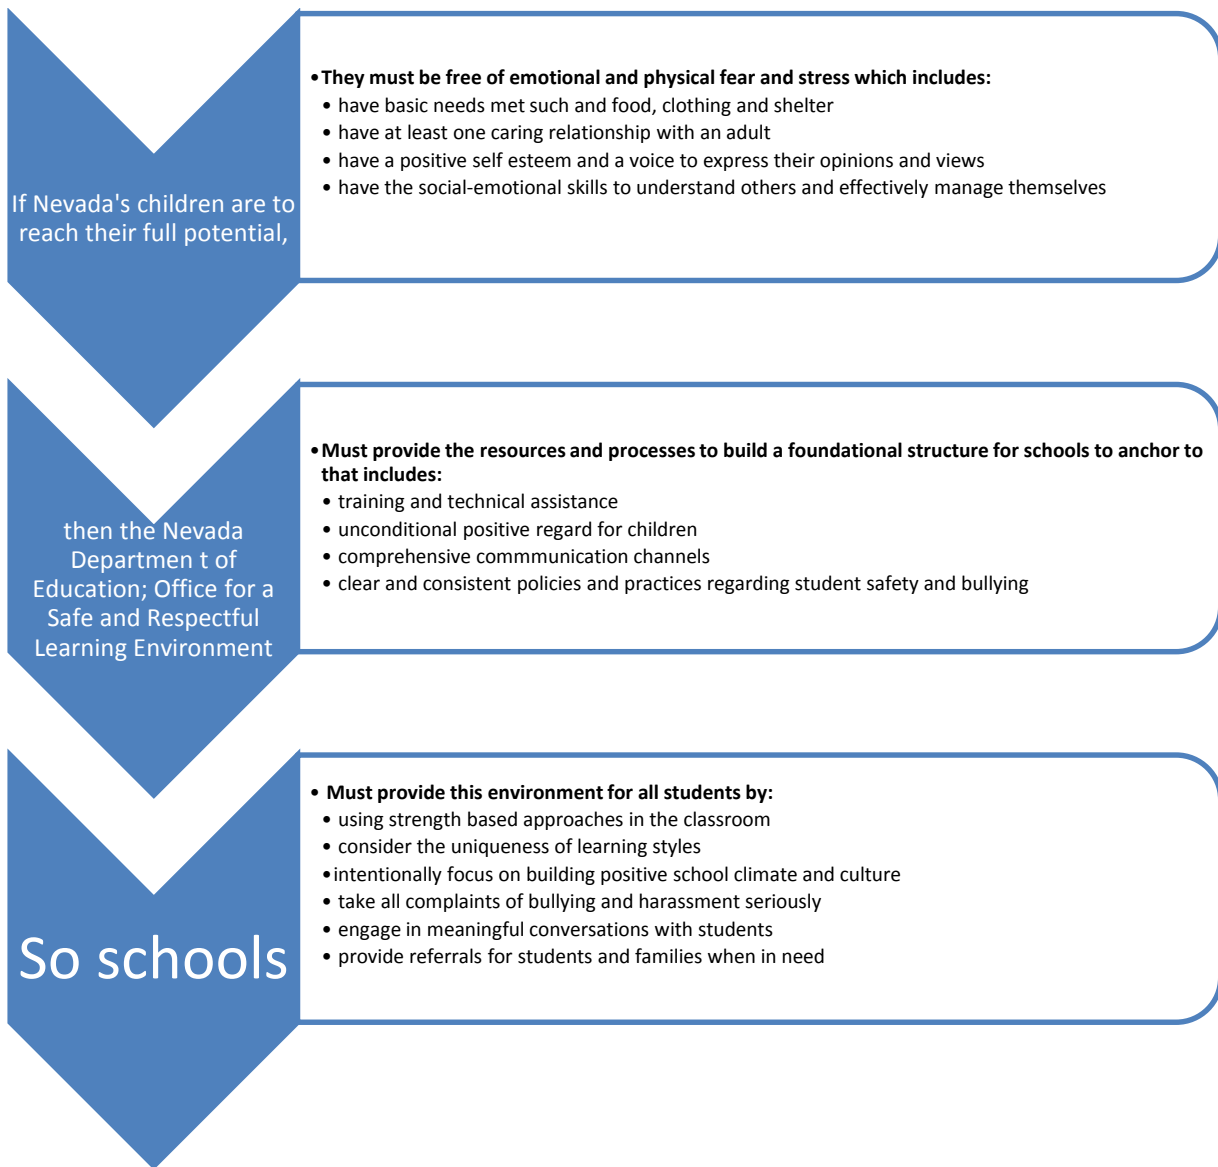 If Nevada's children are to
reach their full potential,
•They must be free of emotional and physical fear and stress which includes:
• have basic needs met such and food, clothing and shelter
• have at least one caring relationship with an adult
• have a positive self esteem and a voice to express their opinions and views
• have the social-emotional skills to understand others and effectively manage themselves
then the Nevada
Departmen t of
Education; Office for a
Safe and Respectful
Learning Environment
•Must provide the resources and processes to build a foundational structure for schools to anchor to
that includes:
• training and technical assistance
• unconditional positive regard for children
• comprehensive commmunication channels
• clear and consistent policies and practices regarding student safety and bullying
So schools
• Must provide this environment for all students by:
• using strength based approaches in the classroom
• consider the uniqueness of learning styles
•intentionally focus on building positive school climate and culture
• take all complaints of bullying and harassment seriously
• engage in meaningful conversations with students
• provide referrals for students and families when in need